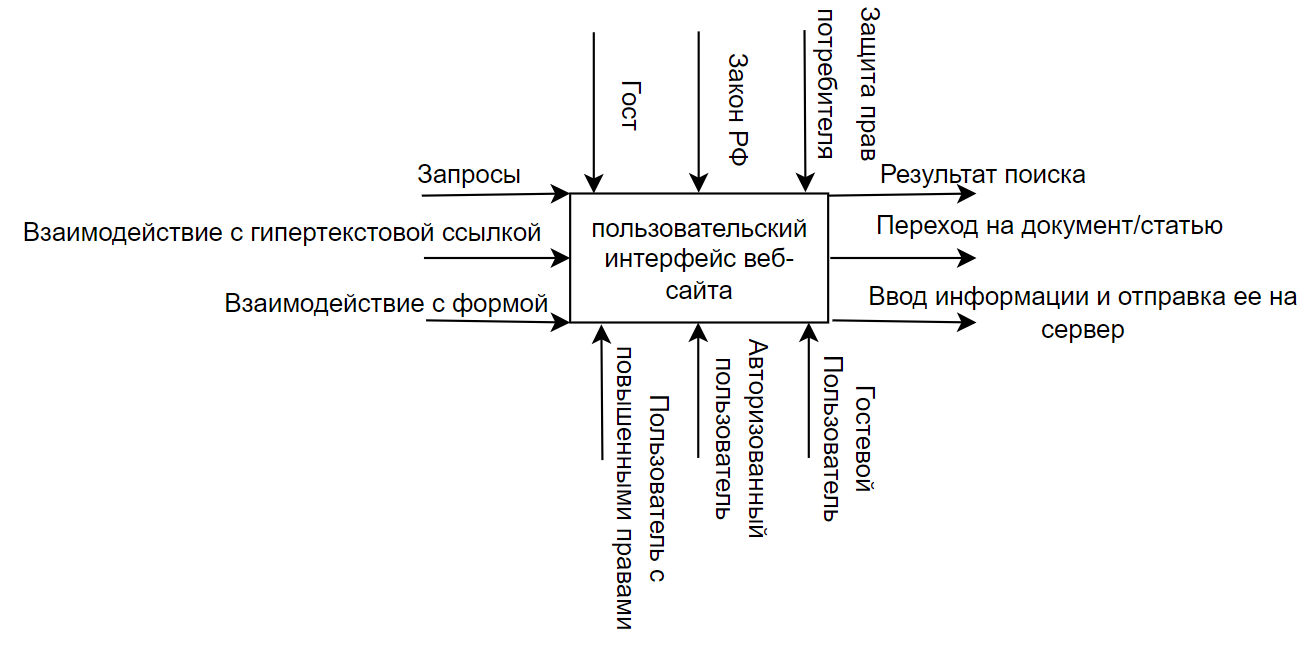 Гост
Закон РФ
Защита прав
потребителя
Запросы
Взаимодействие с гипертекстовой ссылкой
Взаимодействие с формой
пользовательский
интерфейс веб-
сайта
Результат поиска
Переход на документ/статью
Ввод информации и отправка ее на
сервер
Пользователь с
повышенными правами
Авторизованный
пользователь
Гостевой
Пользователь